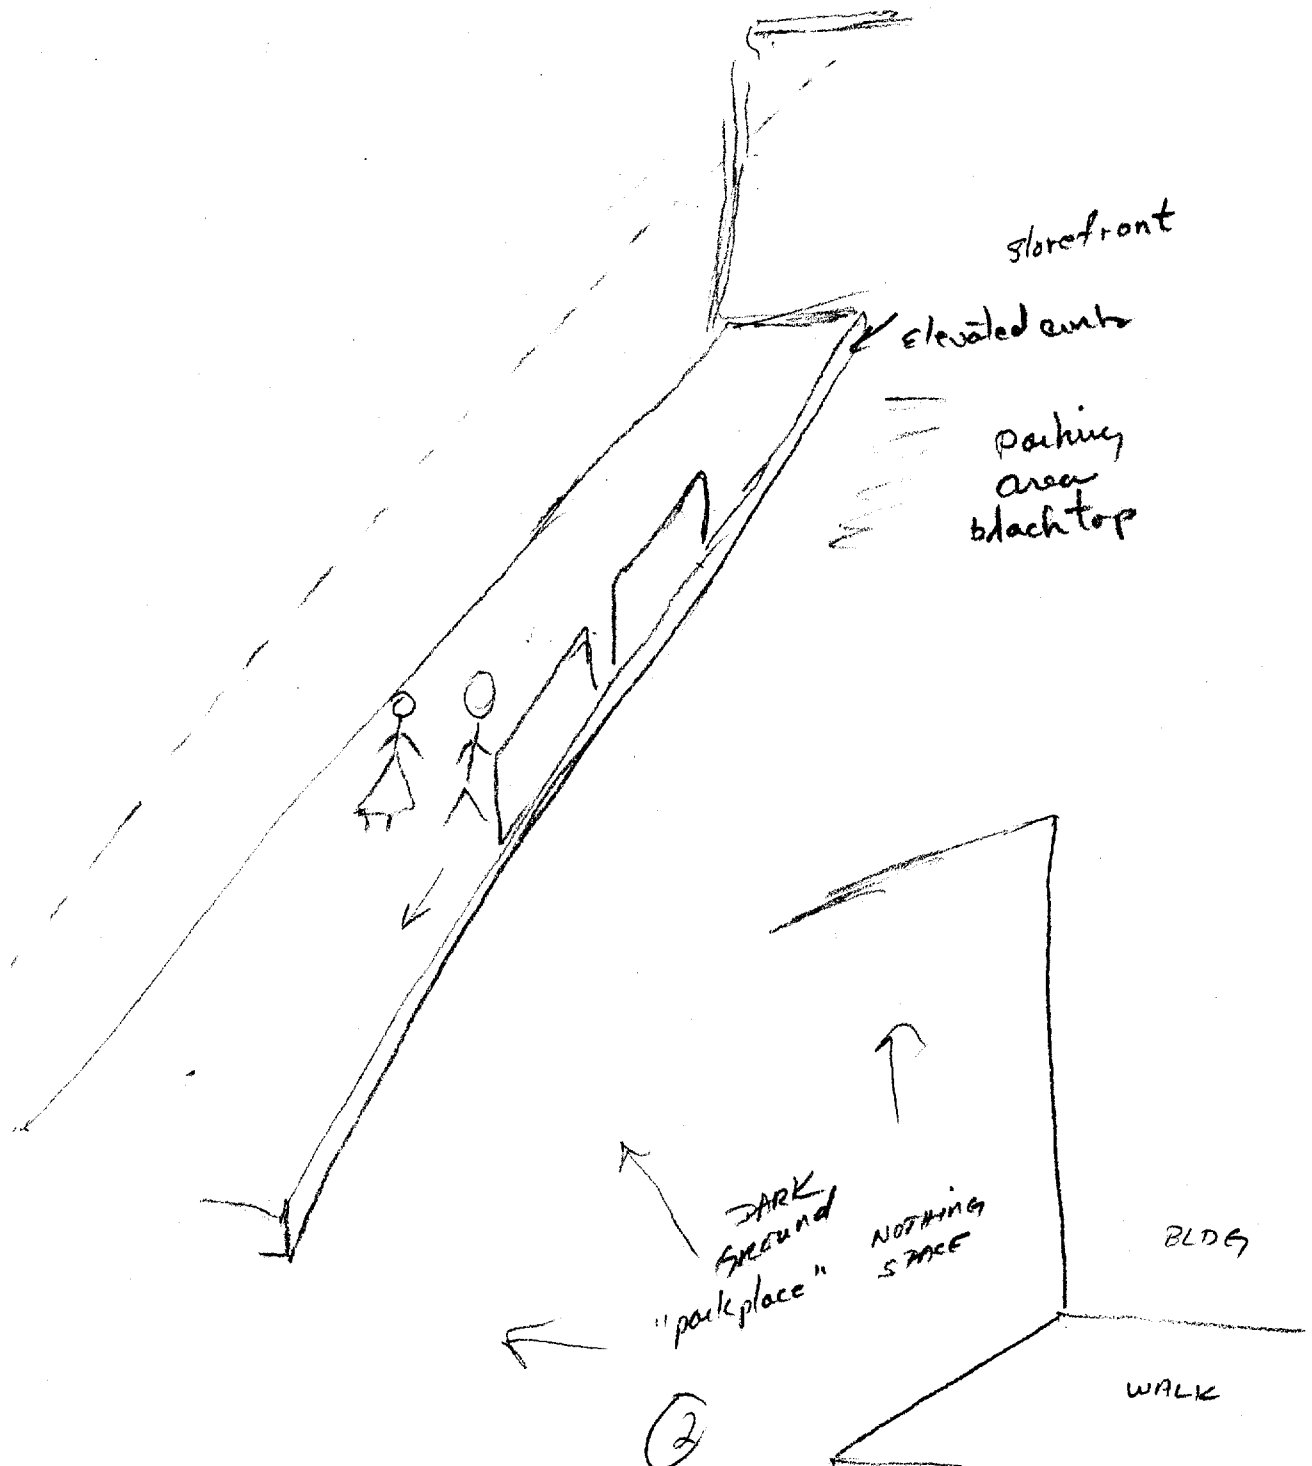 storefront
Elevated curb
parking
area
blacktop
DARK
GROUND
"parkplace"
NOTHING
SPACE
BLDG
WALK
2